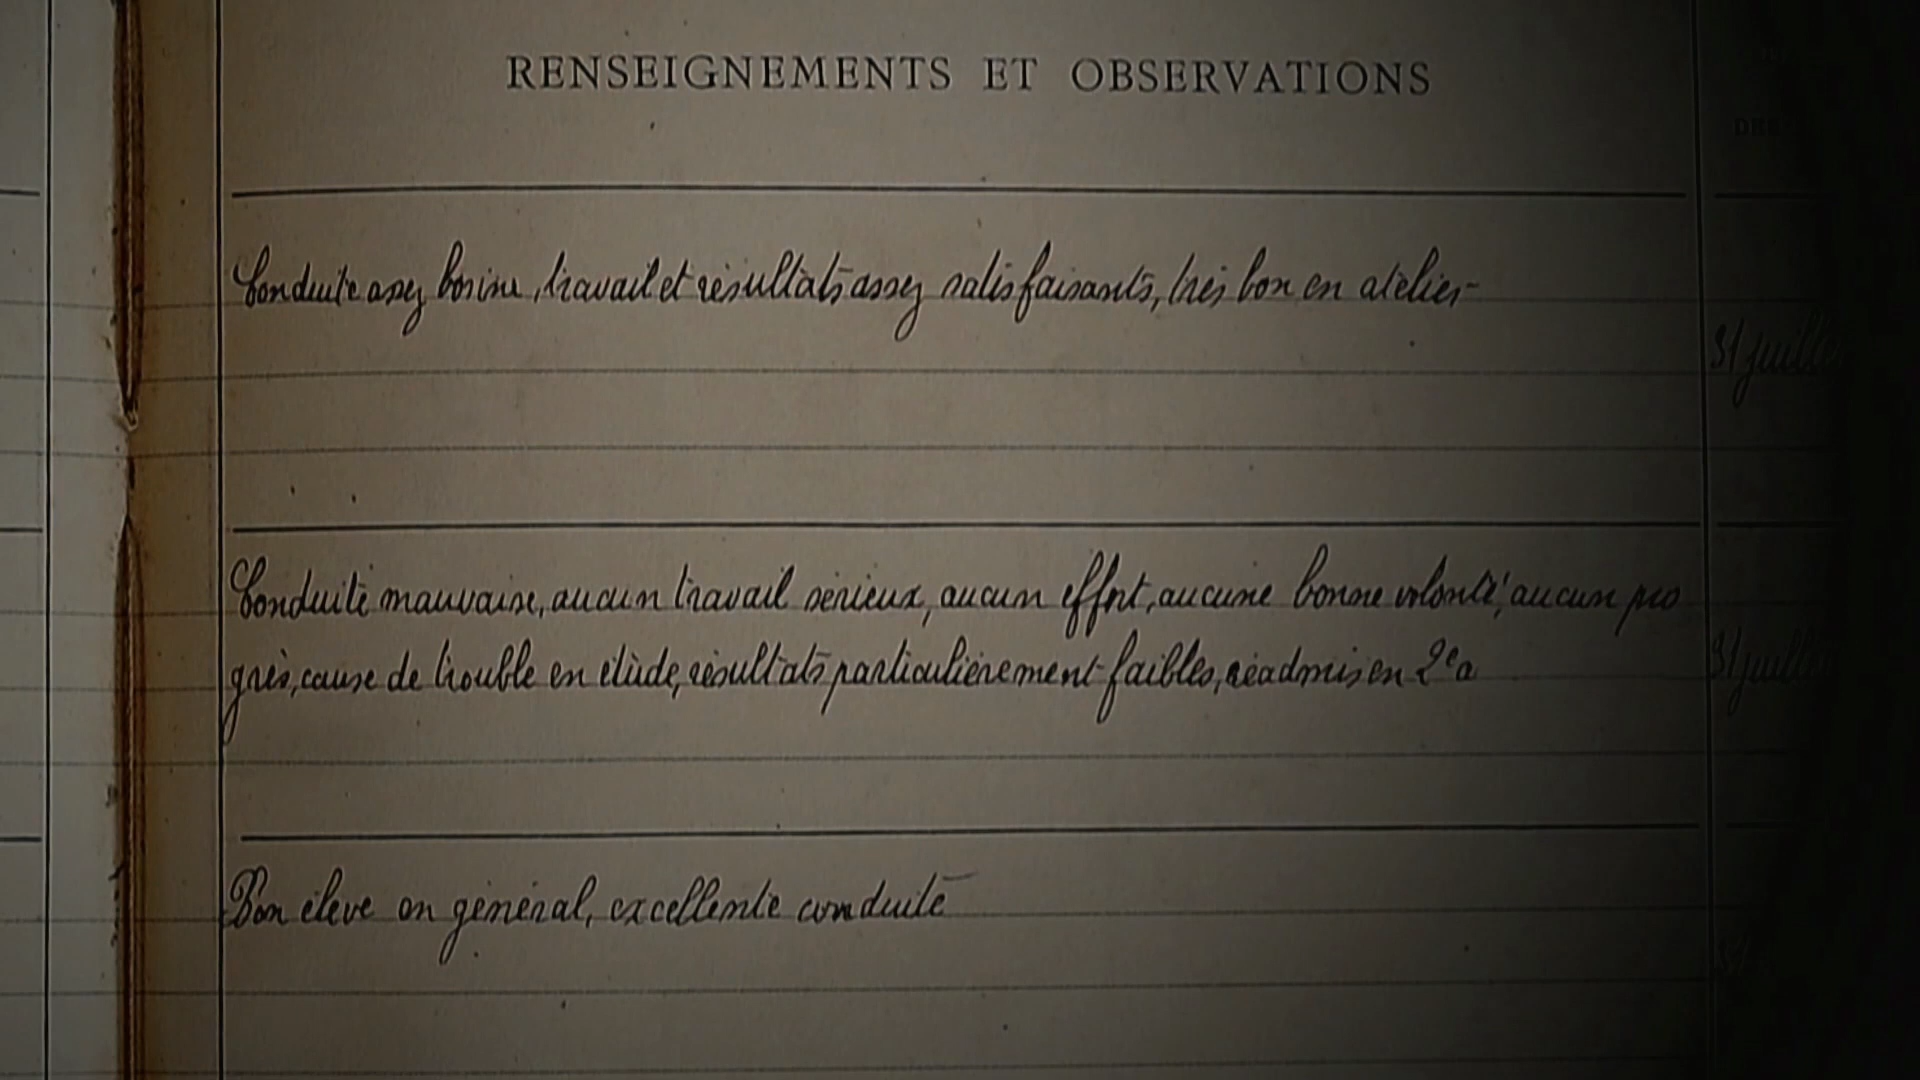 RENSEIGNEMENTS ET OBSERVATIONS
Conduite assez bonne, travail et résultats assez satisfaisants, très bon en atelier-
31 juillet
Conduite mauvaise, aucun travail sérieux, aucun effort, aucune bonne volonté, aucun pro
grès, cause de trouble en étude, résultats particulièrement faibles, réadmis en 2e a
31 juillet
Bon élève en général, excellente conduite